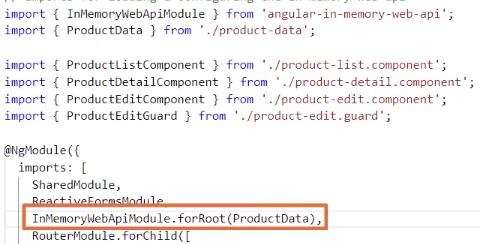 import { InMemoryWebApiModule } from 'angular-in-memory-web-api';
import { ProductData } from './product-data';
import { ProductListComponent } from './product-list.component';
import { ProductDetailComponent } from './product-detail.component';
import { ProductEditComponent } from './product-edit.component';
import { ProductEditGuard } from './product-edit.guard';
@NgModule({
imports: [
SharedModule,
ReactiveFormsModule,
InMemoryWebApiModule.forRoot(ProductData),
RouterModule.forChild([